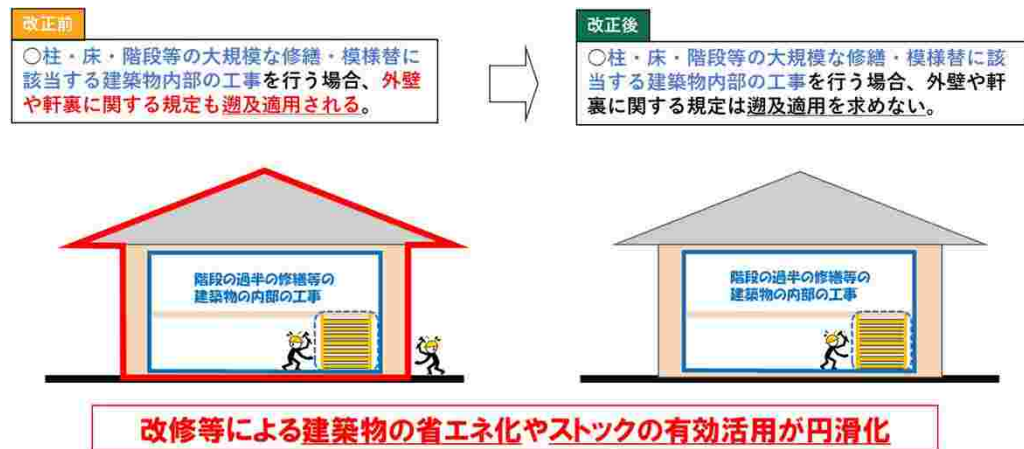 改正前
○柱・床・階段等の大規模な修繕・模様替に
該当する建築物内部の工事を行う場合、外壁
や軒裏に関する規定も遡及適用される。
改正後
○柱・床・階段等の大規模な修繕・模様替に該
当する建築物内部の工事を行う場合、外壁や軒
裏に関する規定は遡及適用を求めない。
階段の過半の修繕等の
建築物の内部の工事
階段の過半の修繕等の
建築物の内部の工事
改修等による建築物の省エネ化やストックの有効活用が円滑化